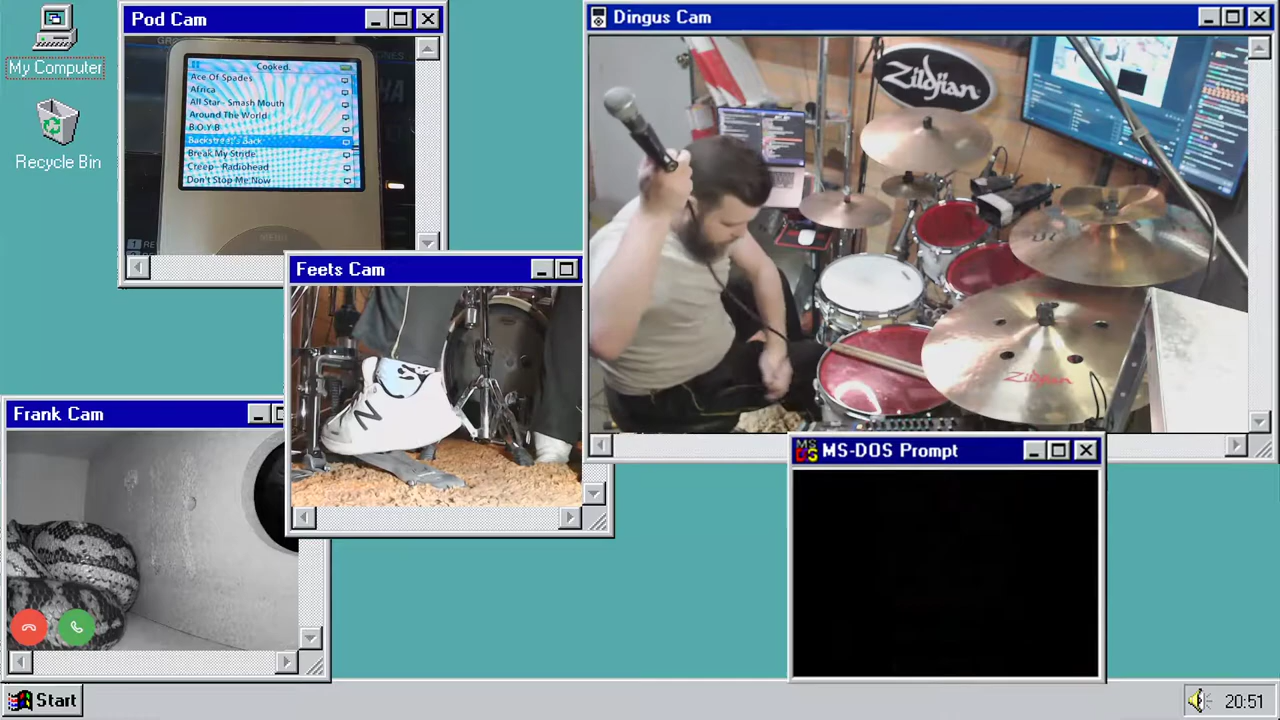 My Computer
Recycle Bin
Pod Cam
Cooked.
Ace Of Spades
Africa
All Star - Smash Mouth
Around The World
B.O.Y.B
Backstreet's Back
Break My Stride
Creep - Radiohead
Don't Stop Me Now
MENU
Feets Cam
N
Frank Cam
Dingus Cam
Zildjian
Zildjian
MS-DOS Prompt
Start
20:51